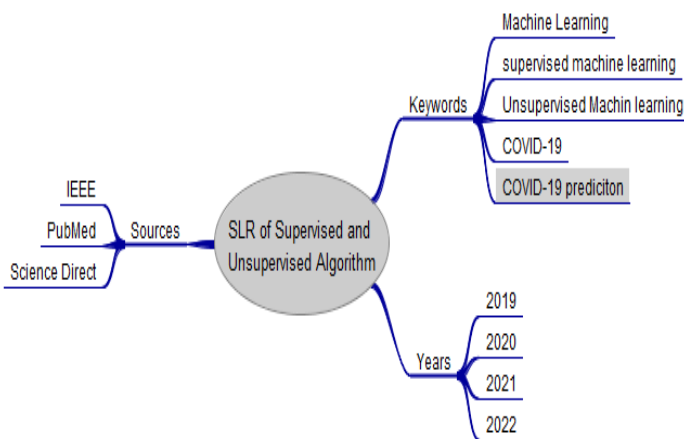 Machine Learning
supervised machine learning
Keywords
Unsupervised Machin learning
COVID-19
COVID-19 prediciton
IEEE
PubMed
Sources
Science Direct
SLR of Supervised and
Unsupervised Algorithm
2019
2020
Years
2021
2022